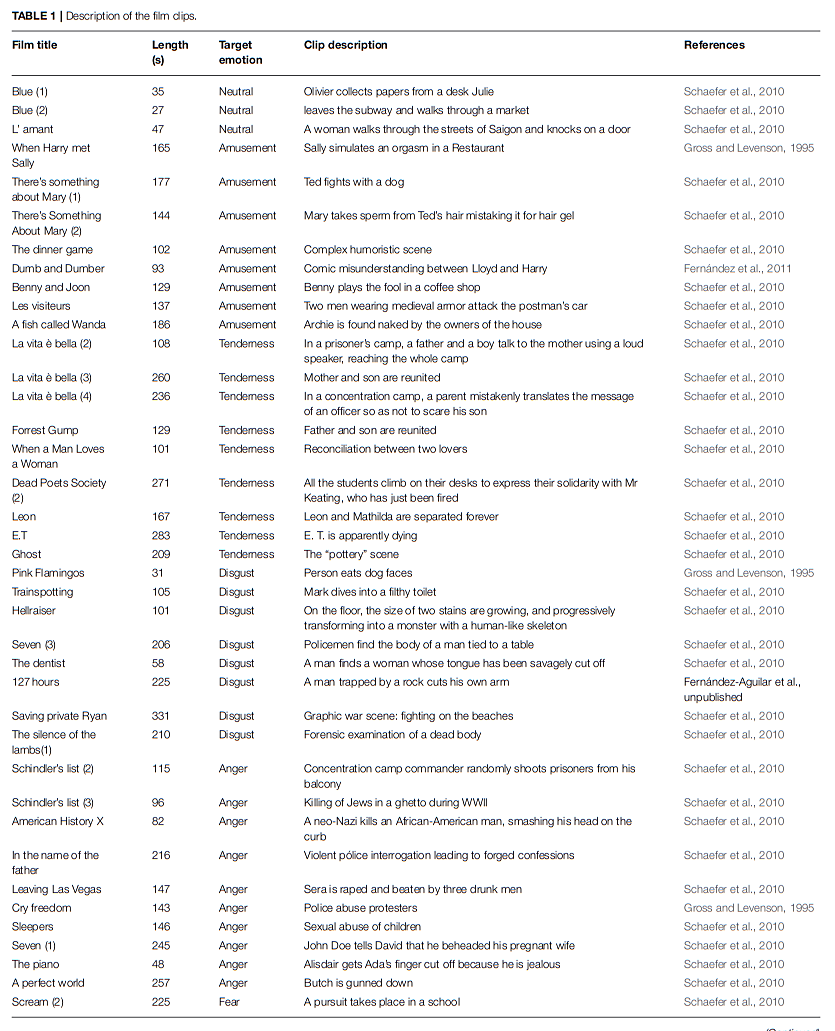 TABLE 1 | Description of the film clips.
Film title Length (s) Target emotion Clip description References
Blue (1) 35 Neutral Olivier collects papers from a desk Julie Schaefer et al., 2010
Blue (2) 27 Neutral leaves the subway and walks through a market Schaefer et al., 2010
L' amant 47 Neutral A woman walks through the streets of Saigon and knocks on a door Schaefer et al., 2010
When Harry met Sally 165 Amusement Sally simulates an orgasm in a Restaurant Gross and Levenson, 1995
There's something about Mary (1) 177 Amusement Ted fights with a dog Schaefer et al., 2010
There's Something About Mary (2) 144 Amusement Mary takes sperm from Ted's hair mistaking it for hair gel Schaefer et al., 2010
The dinner game 102 Amusement Complex humoristic scene Schaefer et al., 2010
Dumb and Dumber 93 Amusement Comic misunderstanding between Lloyd and Harry Fernández et al., 2011
Benny and Joon 129 Amusement Benny plays the fool in a coffee shop Schaefer et al., 2010
Les visiteurs 137 Amusement Two men wearing medieval armor attack the postman's car Schaefer et al., 2010
A fish called Wanda 186 Amusement Archie is found naked by the owners of the house Schaefer et al., 2010
La vita è bella (2) 108 Tenderness In a prisoner's camp, a father and a boy talk to the mother using a loud speaker, reaching the whole camp Schaefer et al., 2010
La vita è bella (3) 260 Tenderness Mother and son are reunited Schaefer et al., 2010
La vita è bella (4) 236 Tenderness In a concentration camp, a parent mistakenly translates the message of an officer so as not to scare his son Schaefer et al., 2010
Forrest Gump 129 Tenderness Father and son are reunited Schaefer et al., 2010
When a Man Loves a Woman 101 Tenderness Reconciliation between two lovers Schaefer et al., 2010
Dead Poets Society (2) 271 Tenderness All the students climb on their desks to express their solidarity with Mr Keating, who has just been fired Schaefer et al., 2010
Leon 167 Tenderness Leon and Mathilda are separated forever Schaefer et al., 2010
E.T 283 Tenderness E. T. is apparently dying Schaefer et al., 2010
Ghost 209 Tenderness The "pottery" scene Schaefer et al., 2010
Pink Flamingos 31 Disgust Person eats dog faces Gross and Levenson, 1995
Trainspotting 105 Disgust Mark dives into a filthy toilet Schaefer et al., 2010
Hellraiser 101 Disgust On the floor, the size of two stains are growing, and progressively transforming into a monster with a human-like skeleton Schaefer et al., 2010
Seven (3) 206 Disgust Policemen find the body of a man tied to a table Schaefer et al., 2010
The dentist 58 Disgust A man finds a woman whose tongue has been savagely cut off Schaefer et al., 2010
127 hours 225 Disgust A man trapped by a rock cuts his own arm Fernández-Aguilar et al., unpublished
Saving private Ryan 331 Disgust Graphic war scene: fighting on the beaches Schaefer et al., 2010
The silence of the lambs(1) 210 Disgust Forensic examination of a dead body Schaefer et al., 2010
Schindler's list (2) 115 Anger Concentration camp commander randomly shoots prisoners from his balcony Schaefer et al., 2010
Schindler's list (3) 96 Anger Killing of Jews in a ghetto during WWII Schaefer et al., 2010
American History X 82 Anger A neo-Nazi kills an African-American man, smashing his head on the curb Schaefer et al., 2010
In the name of the father 216 Anger Violent pólice interrogation leading to forged confessions Schaefer et al., 2010
Leaving Las Vegas 147 Anger Sera is raped and beaten by three drunk men Schaefer et al., 2010
Cry freedom 143 Anger Police abuse protesters Gross and Levenson, 1995
Sleepers 146 Anger Sexual abuse of children Schaefer et al., 2010
Seven (1) 245 Anger John Doe tells David that he beheaded his pregnant wife Schaefer et al., 2010
The piano 48 Anger Alisdair gets Ada's finger cut off because he is jealous Schaefer et al., 2010
A perfect world 257 Anger Butch is gunned down Schaefer et al., 2010
Scream (2) 225 Fear A pursuit takes place in a school Schaefer et al., 2010